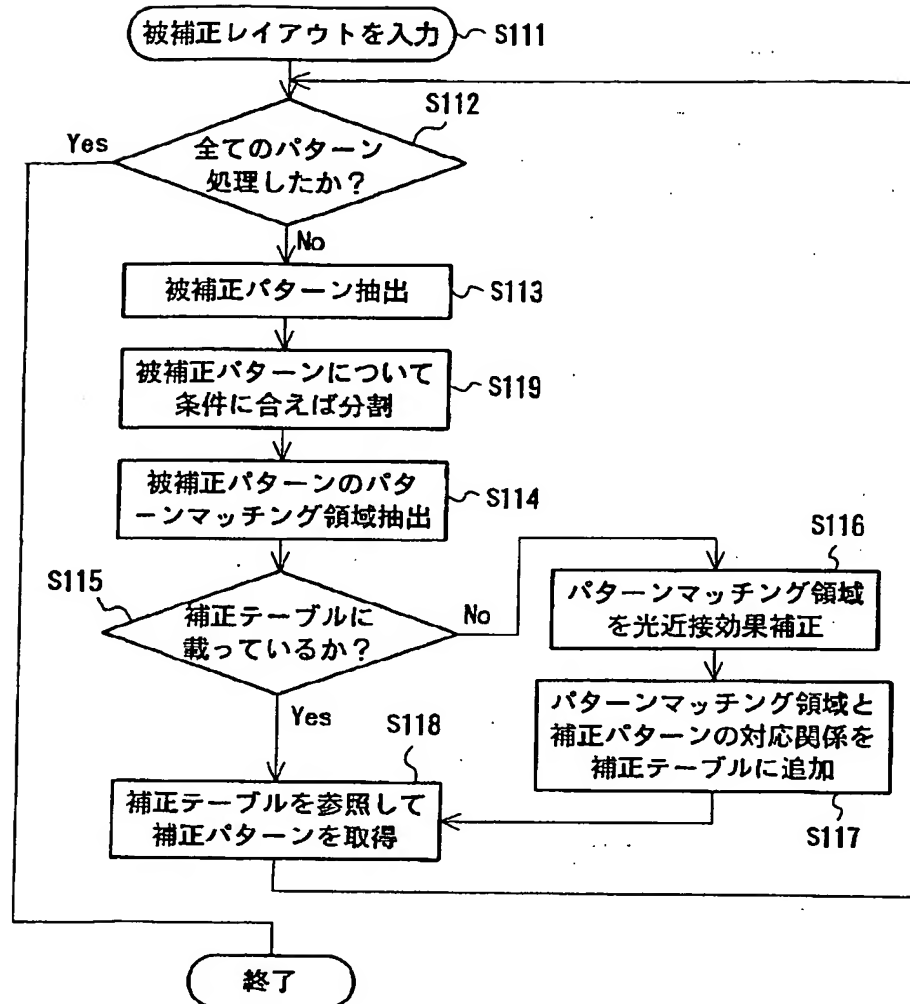 被補正レイアウトを入力
S111
S112
Yes
全てのパターン
処理したか？
No
被補正パターン抽出
S113
被補正パターンについて
条件に合えば分割
S119
被補正パターンのパタ
ーンマッチング領域抽出
S114
S115
補正テーブルに
載っているか？
No
Yes
S116
パターンマッチング領域
を光近接効果補正
パターンマッチング領域と
補正パターンの対応関係を
補正テーブルに追加
S117
S118
補正テーブルを参照して
補正パターンを取得
終了